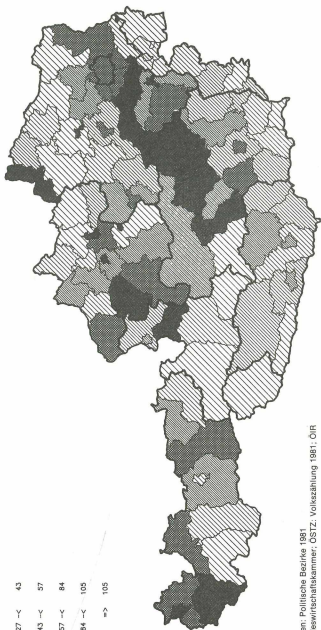 27 -< 43
43 -< 57
57 -< 84
84 -< 105
=> 105
en: Politische Bezirke 1981
eswirtschaftskammer; ÖSTZ: Volkszählung 1981; ÖIR